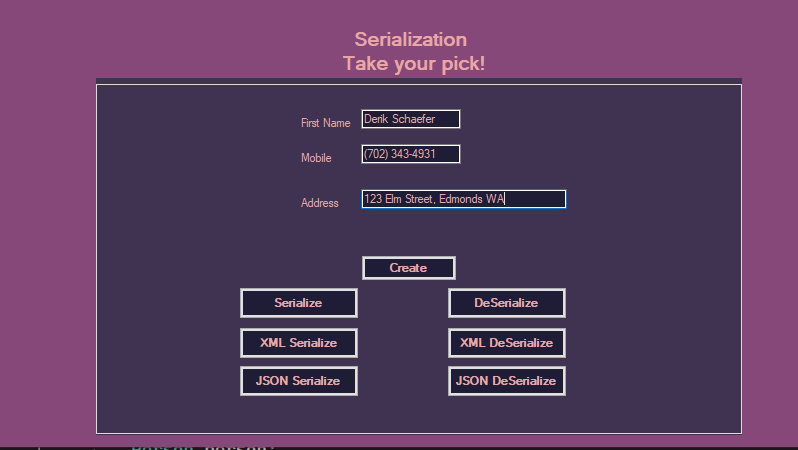 Serialization
Take your pick!
First Name Derik Schaefer
Mobile (702) 343-4931
Address 123 Elm Street, Edmonds WA
Create
Serialize DeSerialize
XML Serialize XML DeSerialize
JSON Serialize JSON DeSerialize